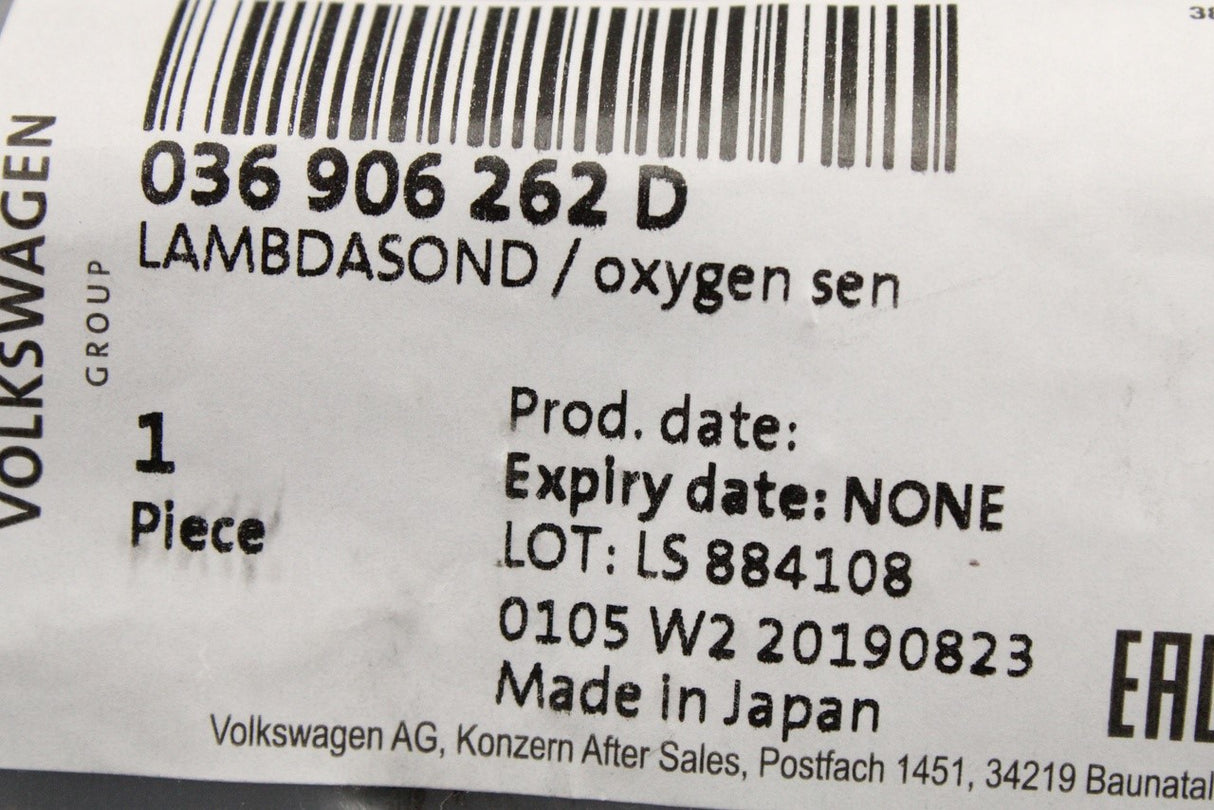 036 906 262 D
LAMBDASOND / oxygen sen
VOLKSWAGEN
GROUP
1
Piece
Prod. date:
Expiry date: NONE
LOT: LS 884108
0105 W2 20190823
Made in Japan
Volkswagen AG, Konzern After Sales, Postfach 1451, 34219 Baunatal